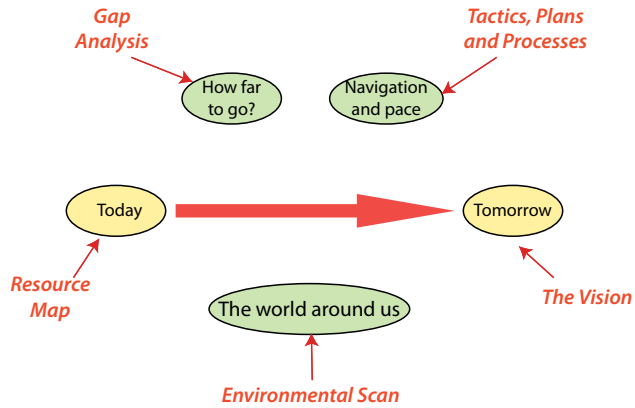 Gap
Analysis
Tactics, Plans
and Processes
How far
to go?
Navigation
and pace
Today
Tomorrow
Resource
Map
The world around us
The Vision
Environmental Scan